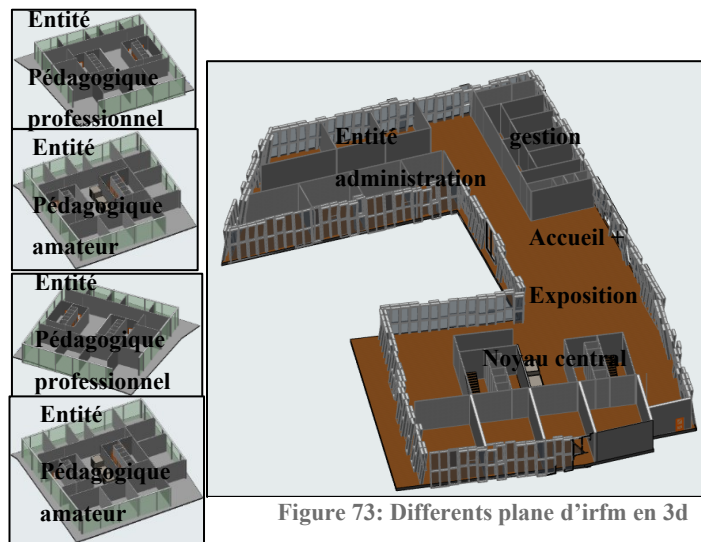 Entité
Pédagogique
professionnel
Entité
Pédagogique
amateur
Entité
Pédagogique
professionnel
Entité
Pédagogique
amateur
Entité gestion
administration
Accueil +
Exposition
Noyau central
Figure 73: Differents plane d’irfm en 3d